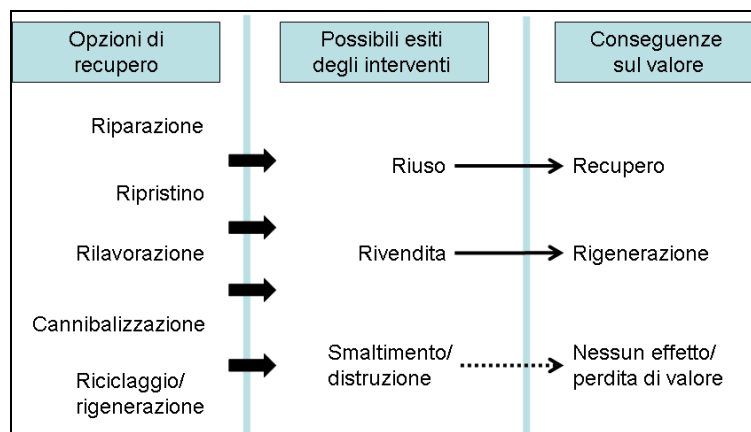 Opzioni di
recupero
Possibili esiti
degli interventi
Conseguenze
sul valore
Riparazione
Ripristino
Rilavorazione
Cannibalizzazione
Riciclaggio/
rigenerazione
Riuso
Rivendita
Smaltimento/
distruzione
Recupero
Rigenerazione
Nessun effetto/
perdita di valore